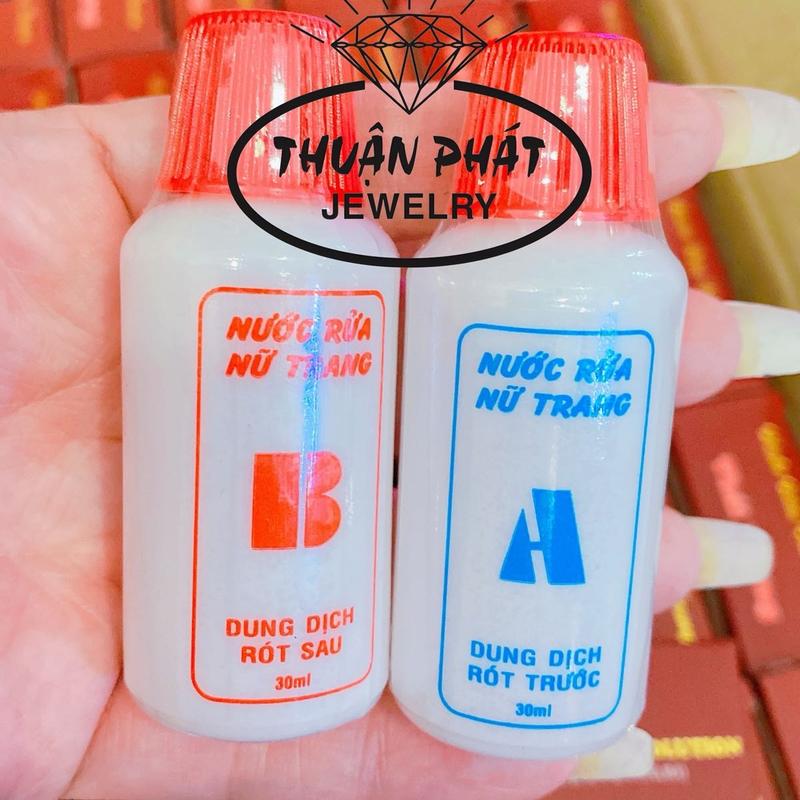 THUẬN PHÁT
JEWELRY
NƯỚC RỬA
NỮ TRANG
B
DUNG DỊCH
RÓT SAU
30ml
NƯỚC RỬA
NỮ TRANG
A
DUNG DỊCH
RÓT TRƯỚC
30ml